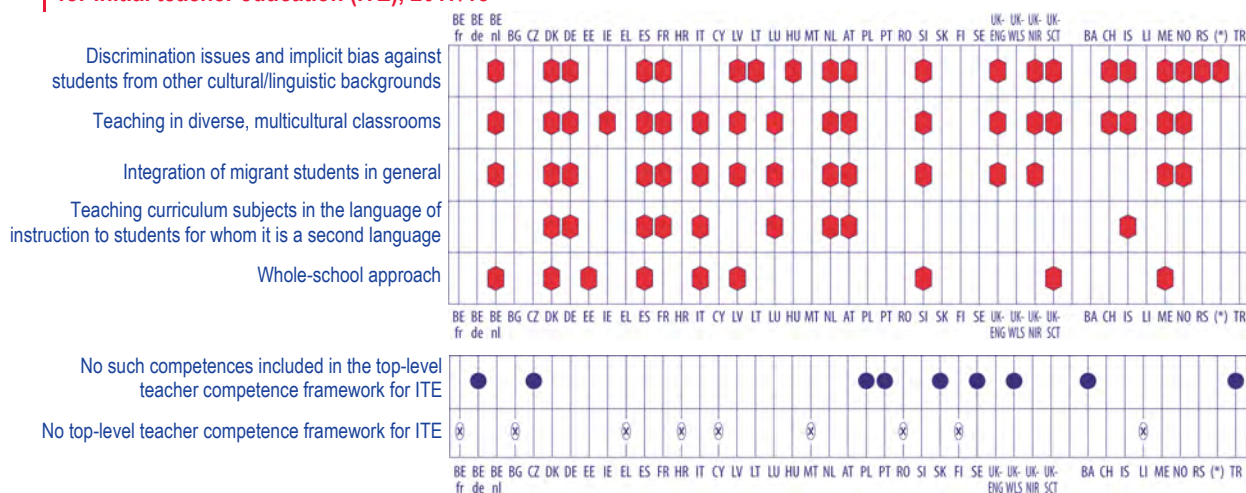 for initial teacher education (ITE), 2017/18
BE BE BE UK- UK- UK- UK-
fr de nl BG CZ DK DE EE IE EL ES FR HR IT CY LV LT LU HU MT NL AT PL PT RO SI SK FI SE ENG WLS NIR SCT BA CH IS LI ME NO RS (*) TR
Discrimination issues and implicit bias against
students from other cultural/linguistic backgrounds
Teaching in diverse, multicultural classrooms
Integration of migrant students in general
Teaching curriculum subjects in the language of
instruction to students for whom it is a second language
Whole-school approach
BE BE BE BG CZ DK DE EE IE EL ES FR HR IT CY LV LT LU HU MT NL AT PL PT RO SI SK FI SE UK- UK- UK- UK- BA CH IS LI ME NO RS (*) TR
fr de nl ENG WLS NIR SCT
No such competences included in the top-level
teacher competence framework for ITE
No top-level teacher competence framework for ITE
BE BE BE BG CZ DK DE EE IE EL ES FR HR IT CY LV LT LU HU MT NL AT PL PT RO SI SK FI SE UK- UK- UK- UK- BA CH IS LI ME NO RS (*) TR
fr de nl ENG WLS NIR SCT